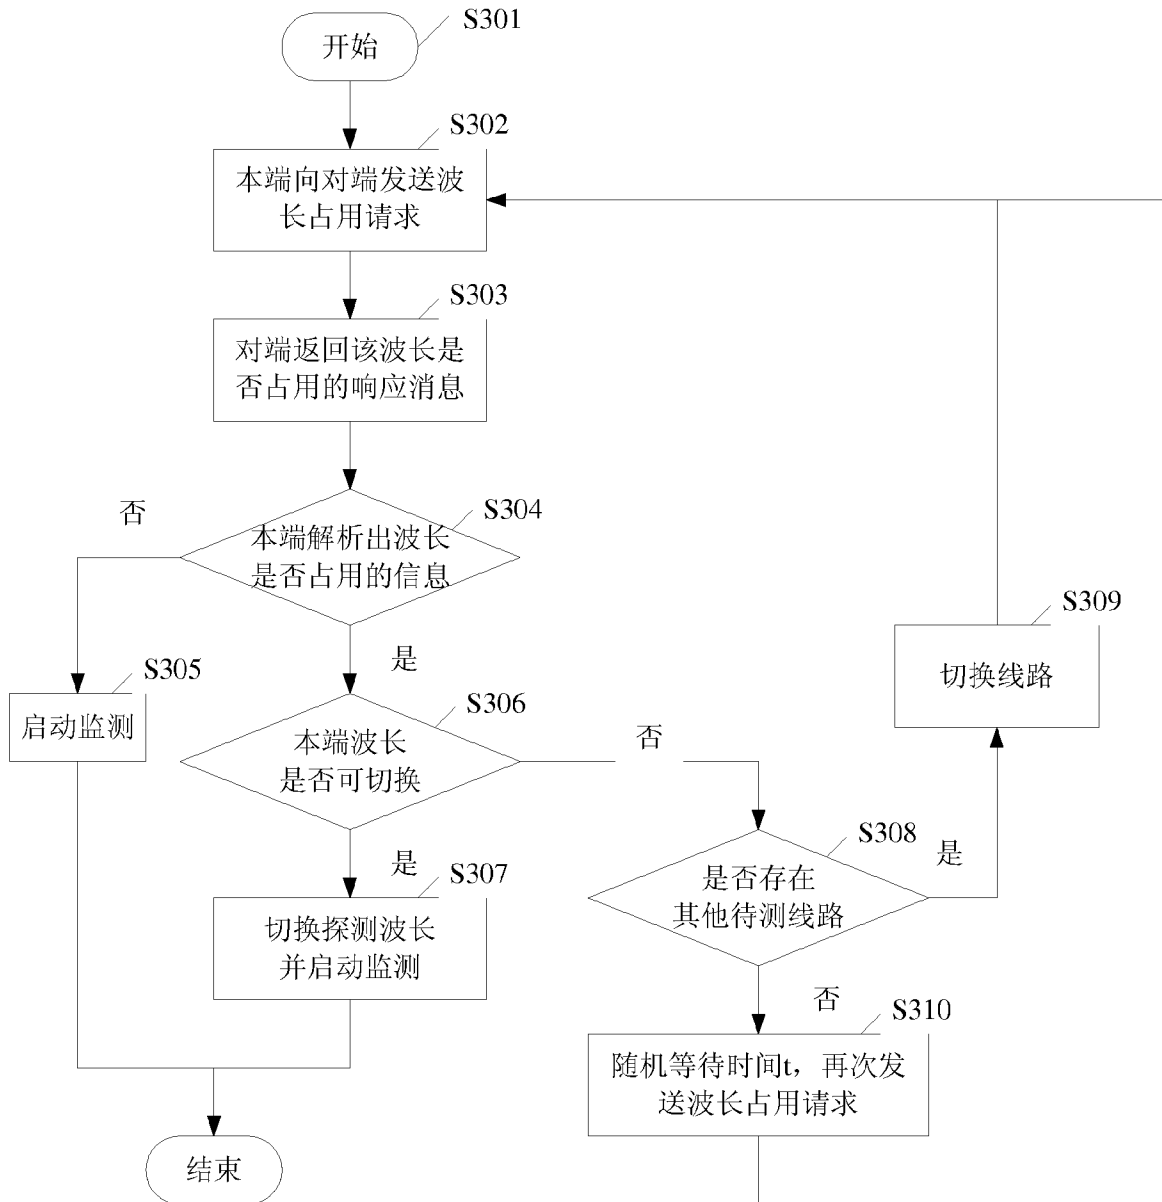 开始
S301
S302
本端向对端发送波
长占用请求
S303
对端返回该波长是
否占用的响应消息
S304
否
本端解析出波长
是否占用的信息
是
S305
启动监测
S306
本端波长
是否可切换
否
是
S307
切换探测波长
并启动监测
S308
是否存在
其他待测线路
是
S309
切换线路
否
S310
随机等待时间t，再次发
送波长占用请求
结束